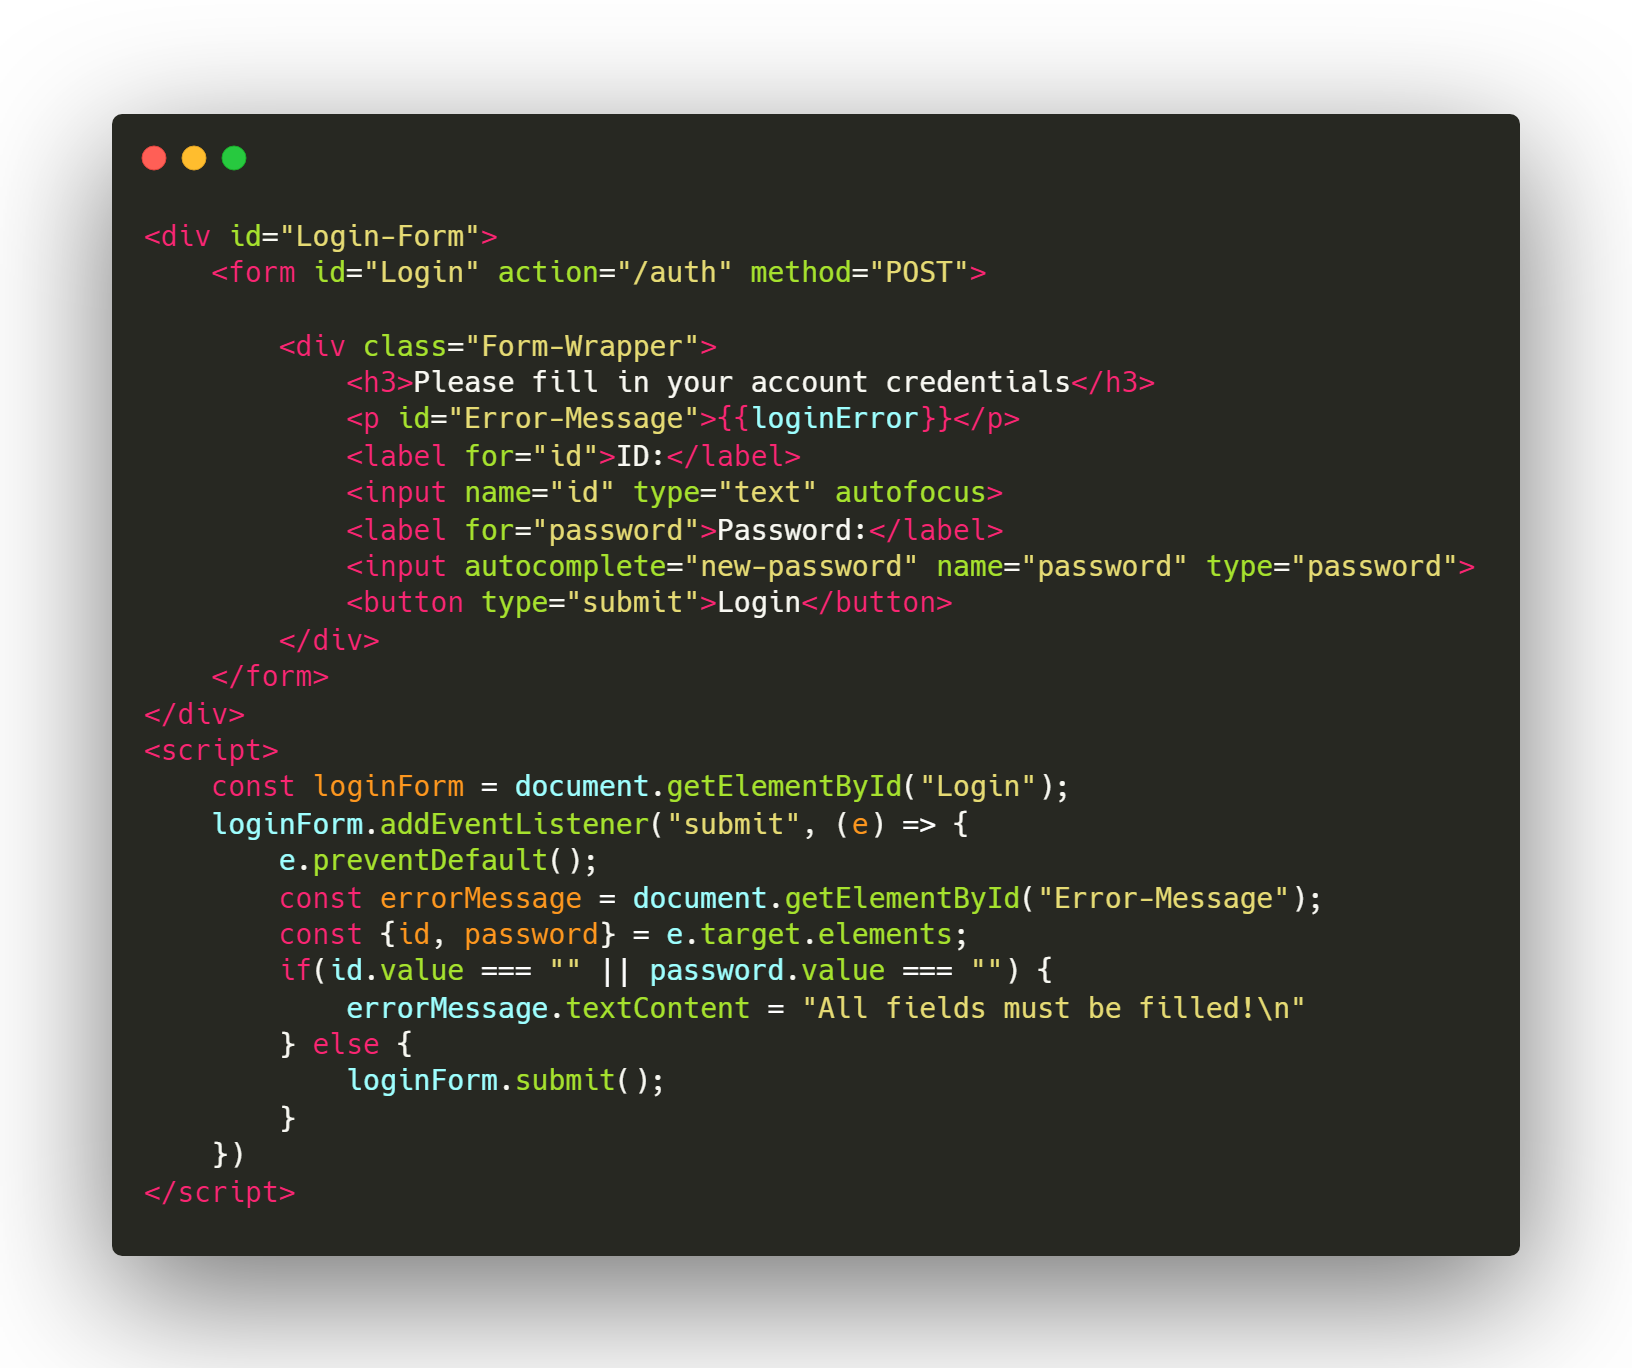 <div id="Login-Form">
    <form id="Login" action="/auth" method="POST">

        <div class="Form-Wrapper">
            <h3>Please fill in your account credentials</h3>
            <p id="Error-Message">{{loginError}}</p>
            <label for="id">ID:</label>
            <input name="id" type="text" autofocus>
            <label for="password">Password:</label>
            <input autocomplete="new-password" name="password" type="password">
            <button type="submit">Login</button>
        </div>
    </form>
</div>
<script>
    const loginForm = document.getElementById("Login");
    loginForm.addEventListener("submit", (e) => {
        e.preventDefault();
        const errorMessage = document.getElementById("Error-Message");
        const {id, password} = e.target.elements;
        if(id.value === "" || password.value === "") {
            errorMessage.textContent = "All fields must be filled!\n"
        } else {
            loginForm.submit();
        }
    })
</script>